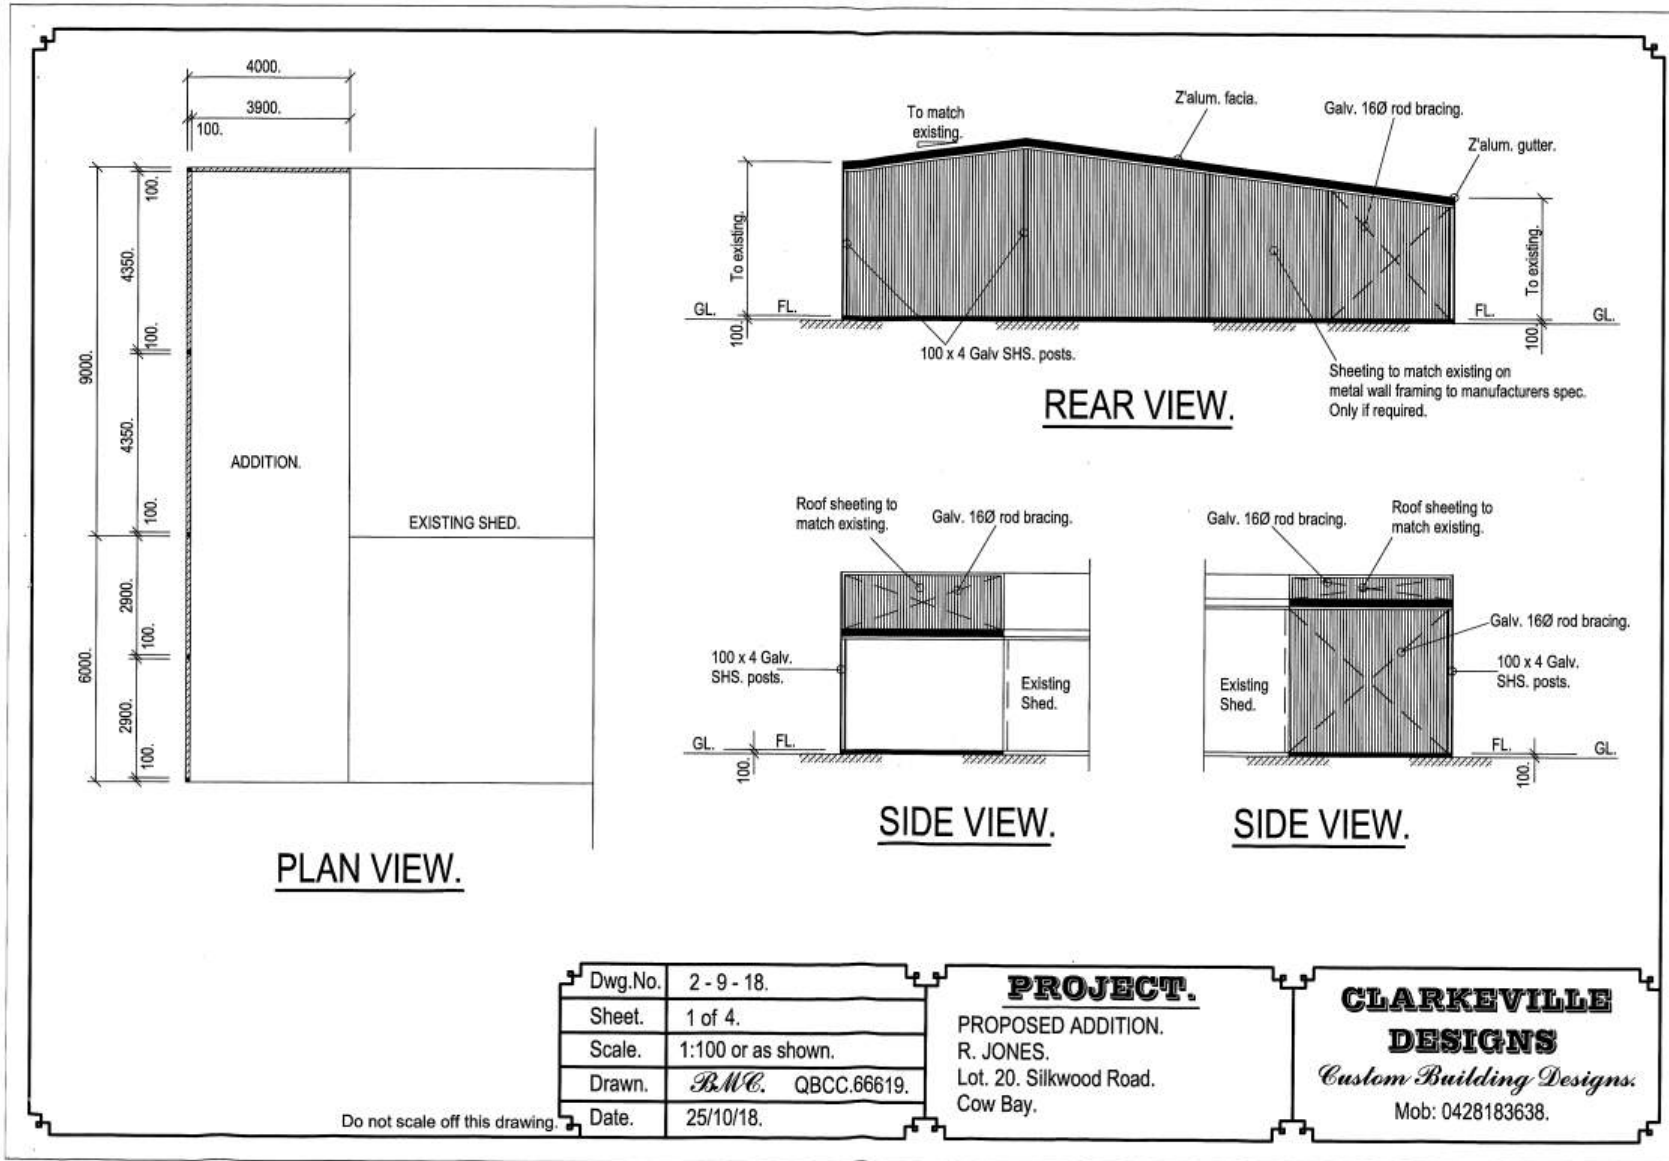 4000.
3900.
100.
100.
4350.
100.
9000.
4350.
100.
2900.
100.
6000.
2900.
100.
ADDITION.
EXISTING SHED.
PLAN VIEW.
To match
existing.
Z'alum. facia.
Galv. 16Ø rod bracing.
Z'alum. gutter.
To existing.
To existing.
GL.
FL.
100.
FL.
GL.
100.
100 x 4 Galv SHS. posts.
Sheeting to match existing on
metal wall framing to manufacturers spec.
Only if required.
REAR VIEW.
Roof sheeting to
match existing.
Galv. 16Ø rod bracing.
100 x 4 Galv.
SHS. posts.
Existing
Shed.
GL.
FL.
100.
SIDE VIEW.
Galv. 16Ø rod bracing.
Roof sheeting to
match existing.
Galv. 16Ø rod bracing.
100 x 4 Galv.
SHS. posts.
Existing
Shed.
FL.
GL.
100.
SIDE VIEW.
Do not scale off this drawing.
Dwg.No. 2 - 9 - 18.
Sheet. 1 of 4.
Scale. 1:100 or as shown.
Drawn. BMC. QBCC.66619.
Date. 25/10/18.
PROJECT.
PROPOSED ADDITION.
R. JONES.
Lot. 20. Silkwood Road.
Cow Bay.
CLARKEVILLE
DESIGNS
Custom Building Designs.
Mob: 0428183638.